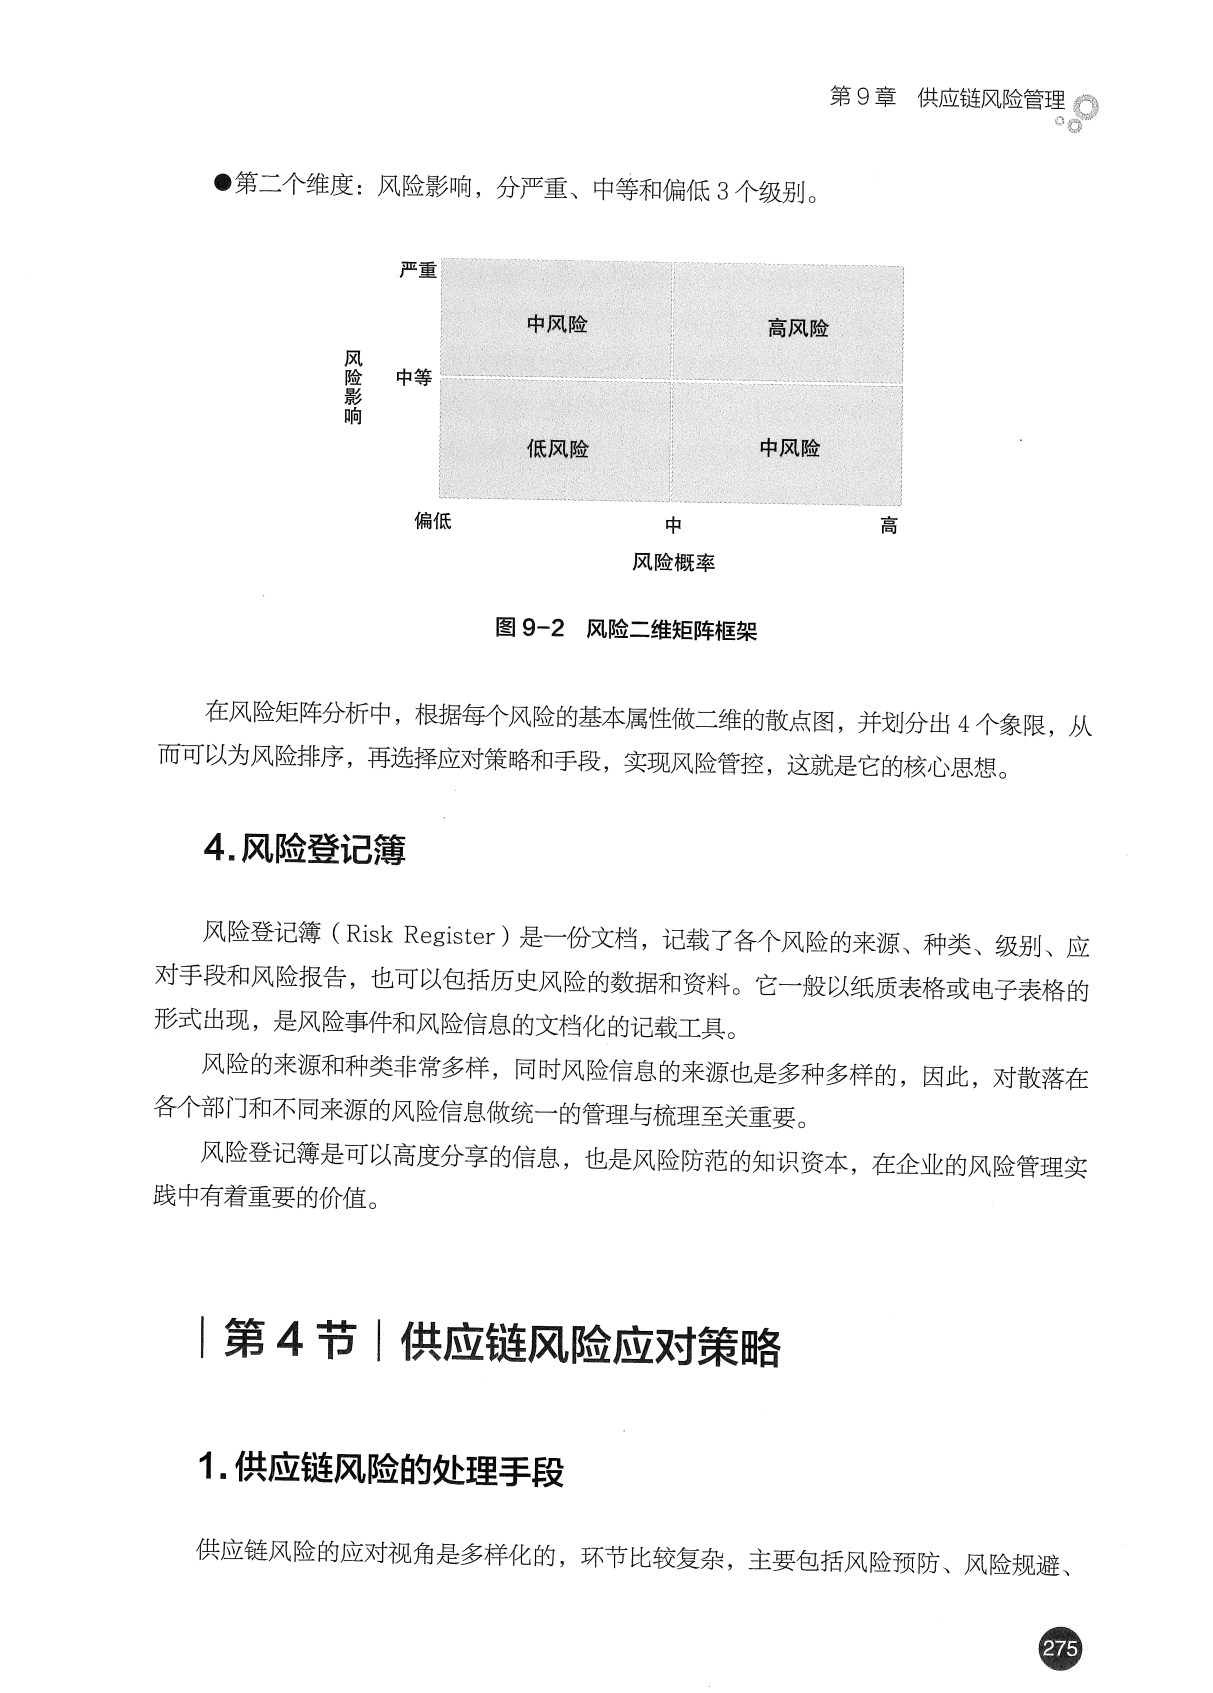 第9章 供应链风险管理
●第二个维度：风险影响，分严重、中等和偏低3个级别。
严重
中风险
高风险
风险影响
中等
低风险
中风险
偏低
中
高
风险概率
图9-2 风险二维矩阵框架
在风险矩阵分析中，根据每个风险的基本属性做二维的散点图，并划分出4个象限，从
而可以为风险排序，再选择应对策略和手段，实现风险管控，这就是它的核心思想。
4.风险登记簿
风险登记簿（Risk Register）是一份文档，记载了各个风险的来源、种类、级别、应
对手段和风险报告，也可以包括历史风险的数据和资料。它一般以纸质表格或电子表格的
形式出现，是风险事件和风险信息的文档化的记载工具。
风险的来源和种类非常多样，同时风险信息的来源也是多种多样的，因此，对散落在
各个部门和不同来源的风险信息做统一的管理与梳理至关重要。
风险登记簿是可以高度分享的信息，也是风险防范的知识资本，在企业的风险管理实
践中有着重要的价值。
第4节 供应链风险应对策略
1.供应链风险的处理手段
供应链风险的应对视角是多样化的，环节比较复杂，主要包括风险预防、风险规避、
275